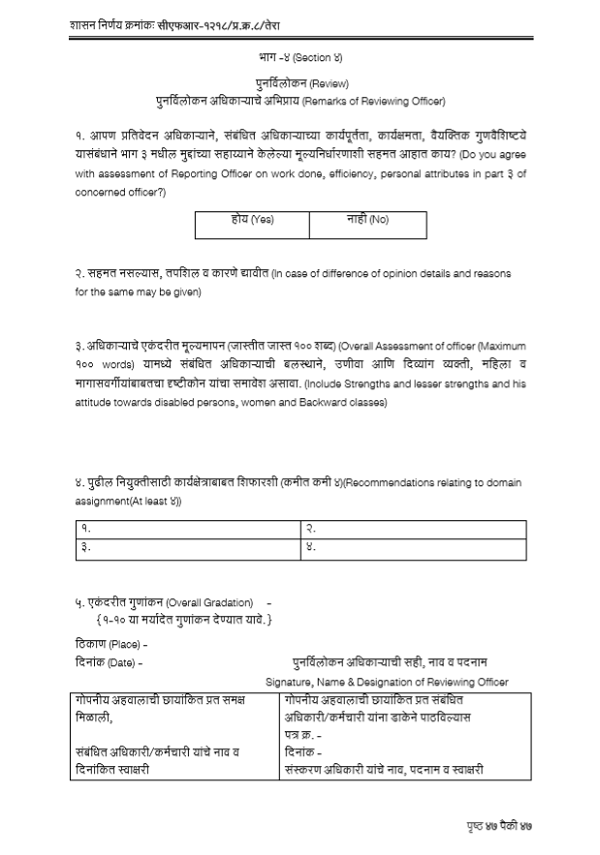 शासन निर्णय क्रमांकः सीएफआर-१२१८/प्र.क्र.८/तेरा
भाग -४ (Section ४)
पुनर्विलोकन (Review)
पुनर्विलोकन अधिकाऱ्याचे अभिप्राय (Remarks of Reviewing Officer)
१. आपण प्रतिवेदन अधिकाऱ्याने, संबंधित अधिकाऱ्याच्या कार्यपूर्तता, कार्यक्षमता, वैयक्तिक गुणवैशिष्टये
यासंबंधाने भाग ३ मधील मुद्दांच्या सहाय्याने केलेल्या मूल्यनिर्धारणाशी सहमत आहात काय? (Do you agree
with assessment of Reporting Officer on work done, efficiency, personal attributes in part ३ of
concerned officer?)
होय (Yes) नाही (No)
२. सहमत नसल्यास, तपशिल व कारणे द्यावीत (In case of difference of opinion details and reasons
for the same may be given)
३. अधिकाऱ्याचे एकंदरीत मूल्यमापन (जास्तीत जास्त १०० शब्द) (Overall Assessment of officer (Maximum
१०० words) यामध्ये संबंधित अधिकाऱ्याची बलस्थाने, उणीवा आणि दिव्यांग व्यक्ती, महिला व
मागासवर्गीयांबाबतचा दृष्टीकोन यांचा समावेश असावा. (Include Strengths and lesser strengths and his
attitude towards disabled persons, women and Backward classes)
४. पुढील नियुक्तीसाठी कार्यक्षेत्राबाबत शिफारशी (कमीत कमी ४)(Recommendations relating to domain
assignment(At least ४))
१. २.
३. ४.
५. एकंदरीत गुणांकन (Overall Gradation) -
{१-१० या मर्यादेत गुणांकन देण्यात यावे.}
ठिकाण (Place) -
दिनांक (Date) - पुनर्विलोकन अधिकाऱ्याची सही, नाव व पदनाम
Signature, Name & Designation of Reviewing Officer
गोपनीय अहवालाची छायांकित प्रत समक्ष गोपनीय अहवालाची छायांकित प्रत संबंधित
मिळाली, अधिकारी/कर्मचारी यांना डाकेने पाठविल्यास
पत्र क्र. -
संबंधित अधिकारी/कर्मचारी यांचे नाव व दिनांक -
दिनांकित स्वाक्षरी संस्करण अधिकारी यांचे नाव, पदनाम व स्वाक्षरी
पृष्ठ ४७ पैकी ४७